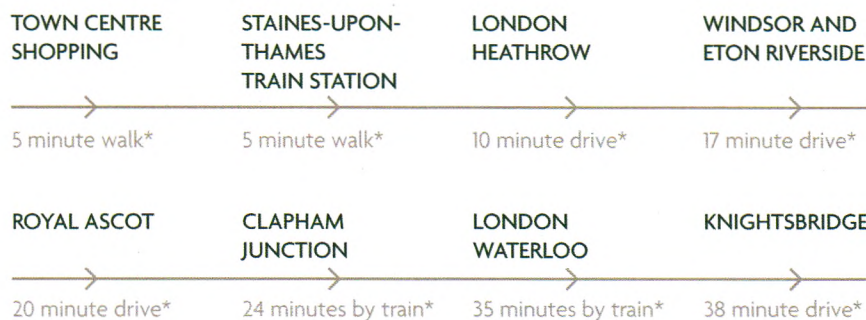 TOWN CENTRE
SHOPPING
STAINES-UPON-
THAMES
TRAIN STATION
LONDON
HEATHROW
WINDSOR AND
ETON RIVERSIDE
5 minute walk*
5 minute walk*
10 minute drive*
17 minute drive*
ROYAL ASCOT
CLAPHAM
JUNCTION
LONDON
WATERLOO
KNIGHTSBRIDGE
20 minute drive*
24 minutes by train*
35 minutes by train*
38 minute drive*